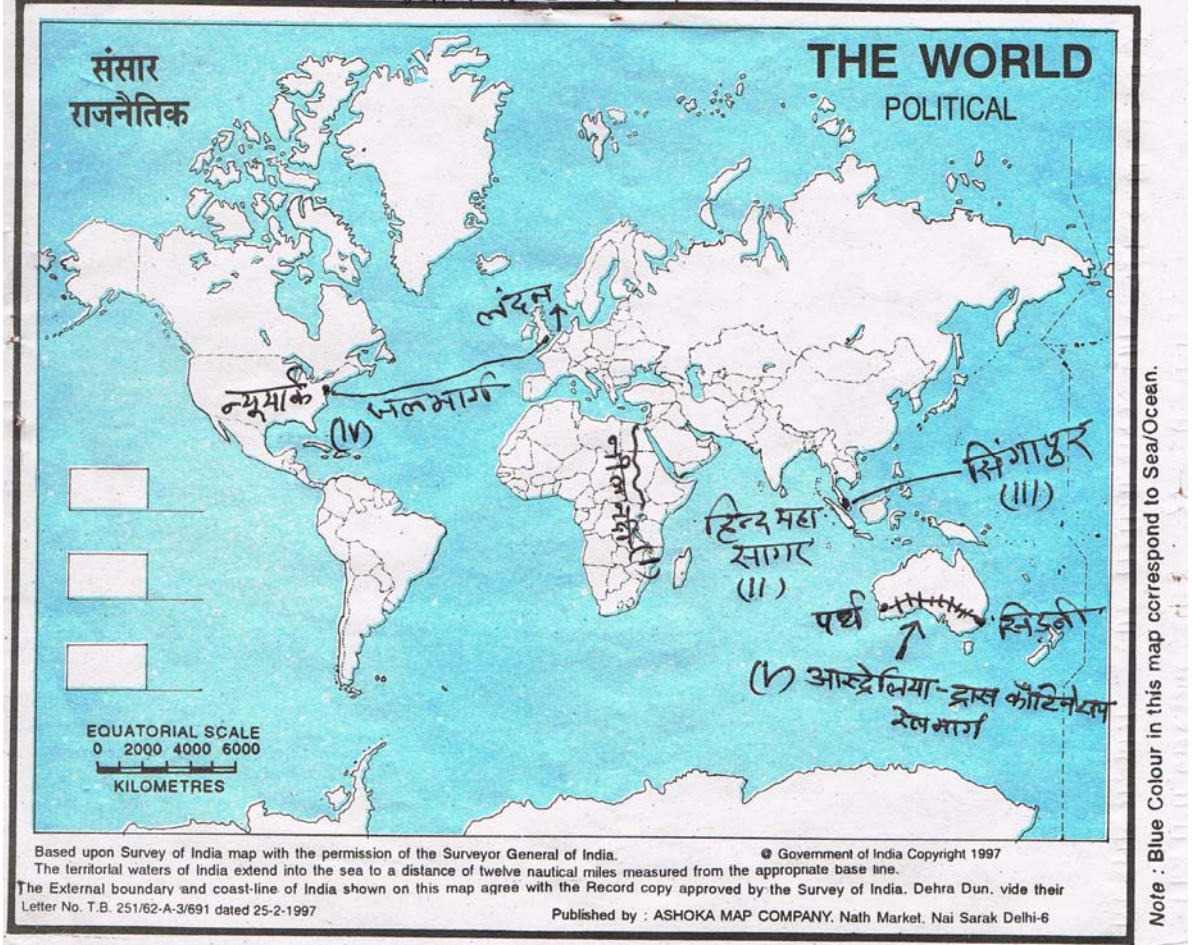 संसार
राजनैतिक
THE WORLD
POLITICAL
लंदन
न्यूयार्क
जलमार्ग
(IV)
नील नदी (I)
हिन्द महा
सागर
(II)
सिंगापुर
(III)
पर्थ
सिडनी
(V) आस्ट्रेलिया-ट्रास
रेलमार्ग
EQUATORIAL SCALE
0 2000 4000 6000
KILOMETRES
Based upon Survey of India map with the permission of the Surveyor General of India.
@ Government of India Copyright 1997
The territorial waters of India extend into the sea to a distance of twelve nautical miles measured from the appropriate base line.
The External boundary and coast-line of India shown on this map agree with the Record copy approved by the Survey of India. Dehra Dun. vide their
Letter No. T.B. 251/62-A-3/691 dated 25-2-1997
Published by : ASHOKA MAP COMPANY. Nath Market. Nai Sarak Delhi-6
Note : Blue Colour in this map correspond to Sea/Ocean.